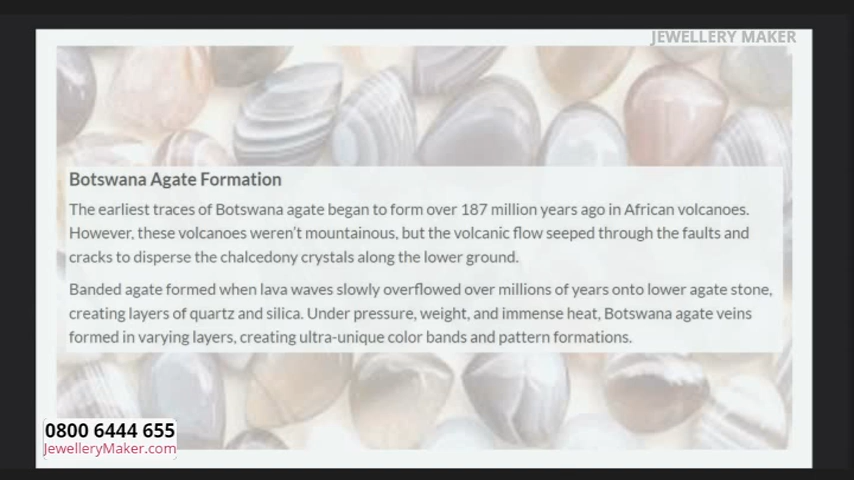 JEWELLERY MAKER
Botswana Agate Formation
The earliest traces of Botswana agate began to form over 187 million years ago in African volcanoes.
However, these volcanoes weren't mountainous, but the volcanic flow seeped through the faults and
cracks to disperse the chalcedony crystals along the lower ground.
Banded agate formed when lava waves slowly overflowed over millions of years onto lower agate stone,
creating layers of quartz and silica. Under pressure, weight, and immense heat, Botswana agate veins
formed in varying layers, creating ultra-unique color bands and pattern formations.
0800 6444 655
JewelleryMaker.com